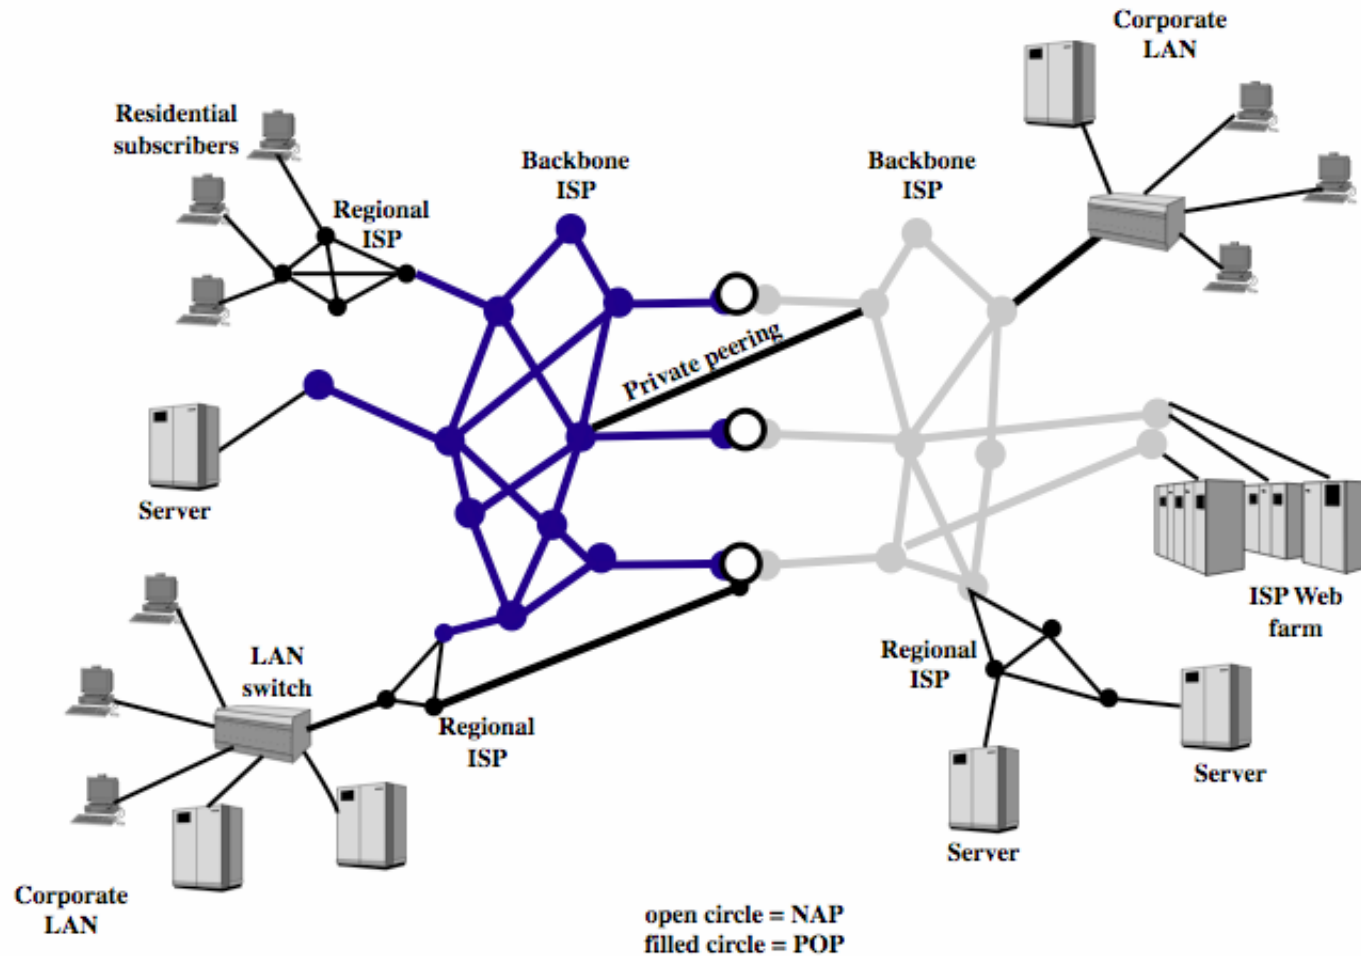 Corporate
LAN
Residential
subscribers
Backbone
ISP
Backbone
ISP
Regional
ISP
Private peering
Server
ISP Web
farm
LAN
switch
Regional
ISP
Regional
ISP
Server
Server
Corporate
LAN
open circle = NAP
filled circle = POP